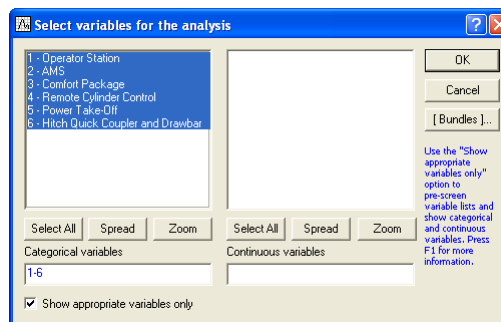 Select variables for the analysis
1 - Operator Station
2 - AMS
3 - Comfort Package
4 - Remote Cylinder Control
5 - Power Take-Off
6 - Hitch Quick Coupler and Drawbar
OK
Cancel
[ Bundles ]...
Use the "Show
appropriate
variables only"
option to
pre-screen
variable lists and
show categorical
and continuous
variables. Press
F1 for more
information.
Select All Spread Zoom Select All Spread Zoom
Categorical variables Continuous variables
1-6
Show appropriate variables only